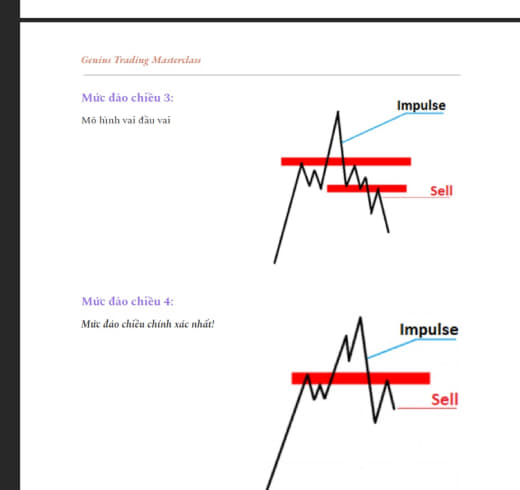 Genius Trading Masterclass
Mức đảo chiều 3:
Mô hình vai đầu vai
Impulse
Sell
Mức đảo chiều 4:
Mức đảo chiều chính xác nhất!
Impulse
Sell